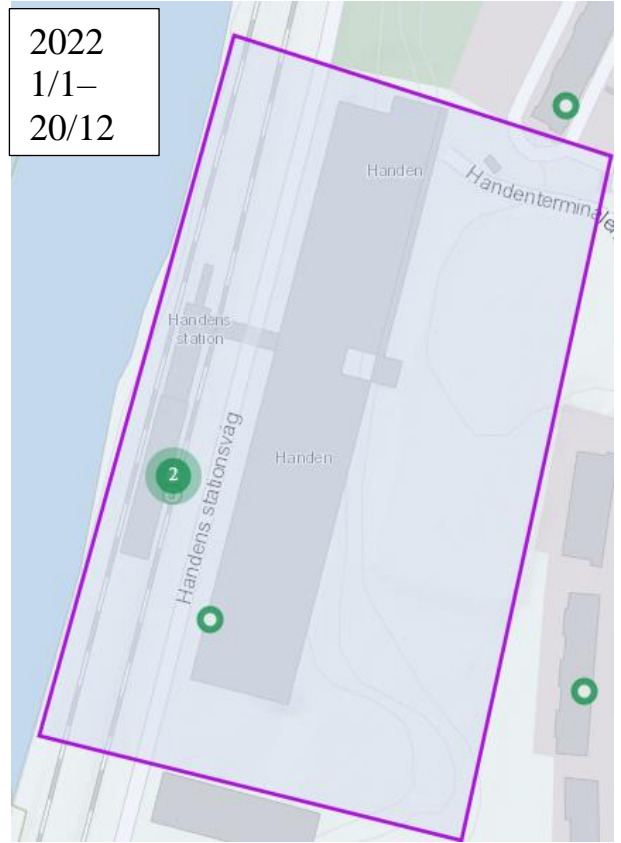 2022
1/1–
20/12
Handen
Handenterminalen
Handens
station
2
Handens stationsväg
Handen